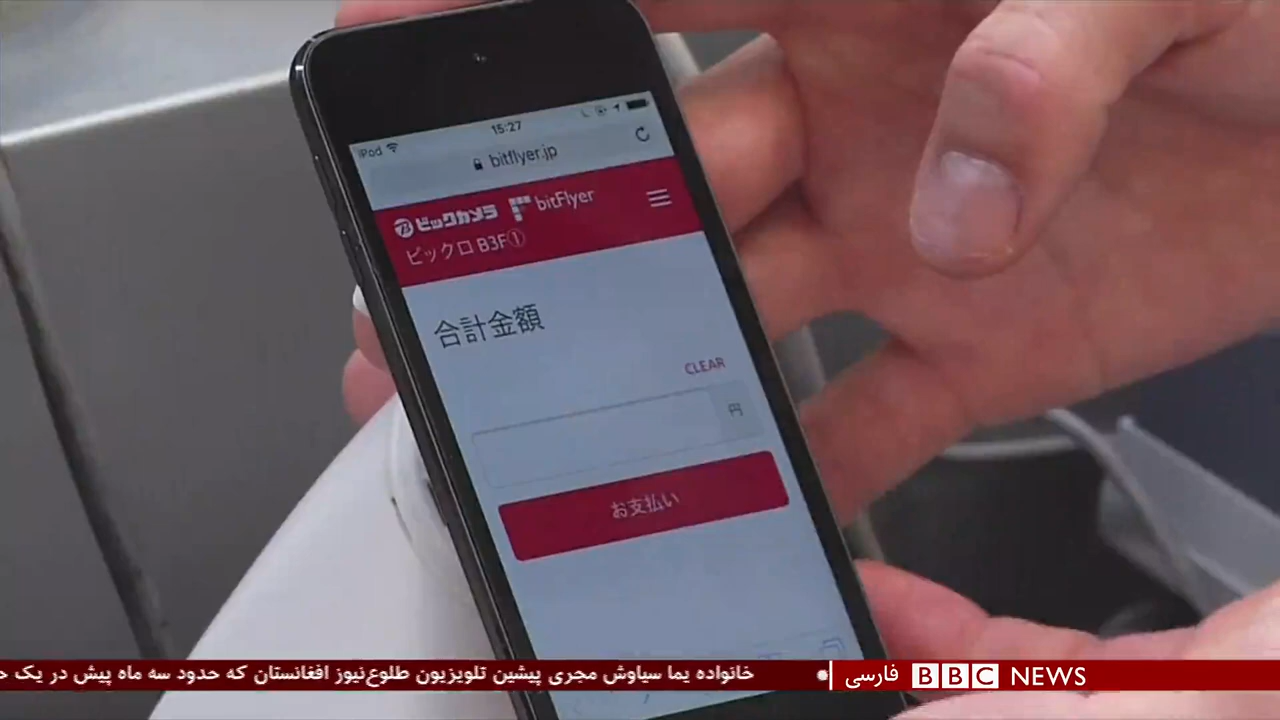 iPod 15:27
bitflyer.jp
ビックカメラ bitFlyer
ビックロ B3F①
合計金額
CLEAR
円
お支払い
خانواده یما سیاوش مجری پیشین تلویزیون طلوع‌نیوز افغانستان که حدود سه ماه پیش در یک
BBC NEWS فارسی